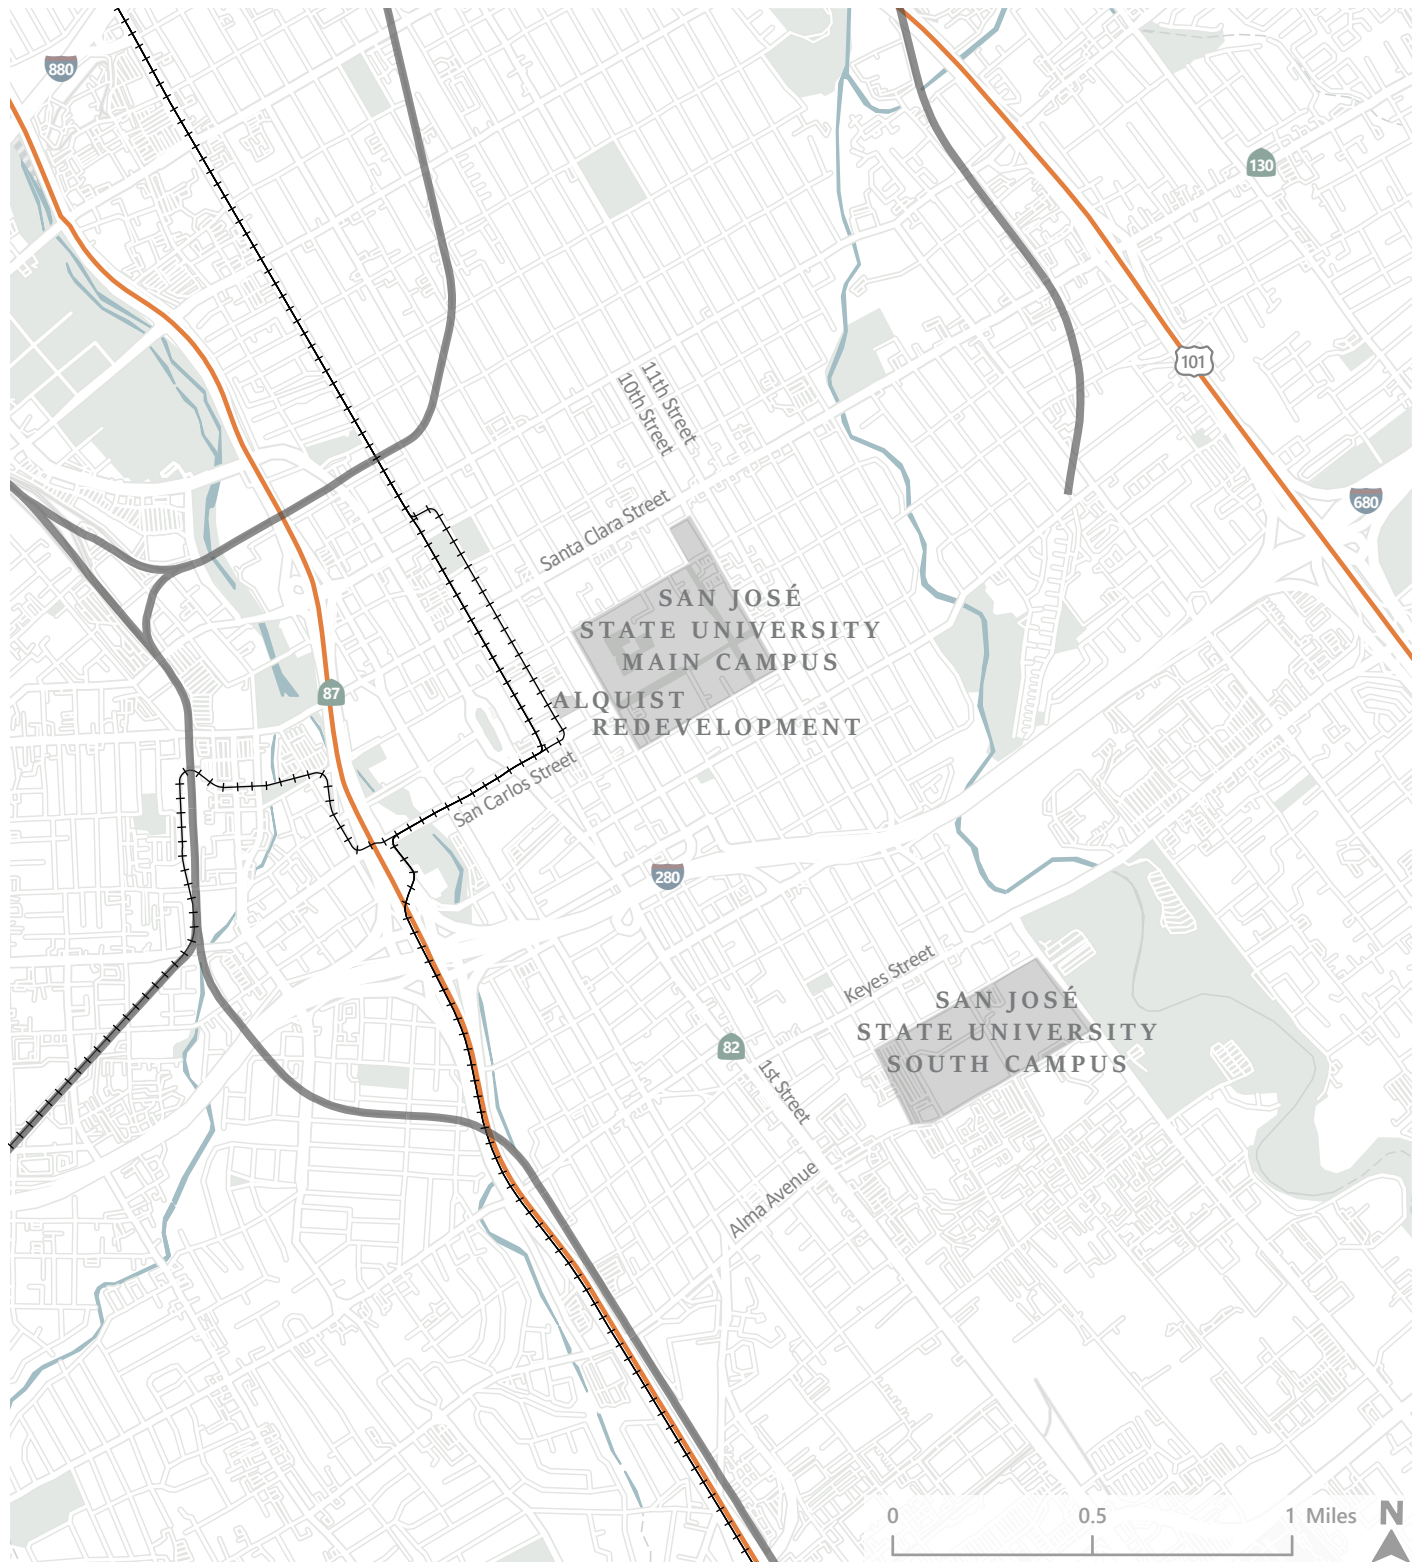 880
130
101
11th Street
10th Street
680
Santa Clara Street
SAN JOSÉ
STATE UNIVERSITY
MAIN CAMPUS
87
ALQUIST
REDEVELOPMENT
San Carlos Street
280
Keyes Street
SAN JOSÉ
STATE UNIVERSITY
SOUTH CAMPUS
82
1st Street
Alma Avenue
0 0.5 1 Miles N